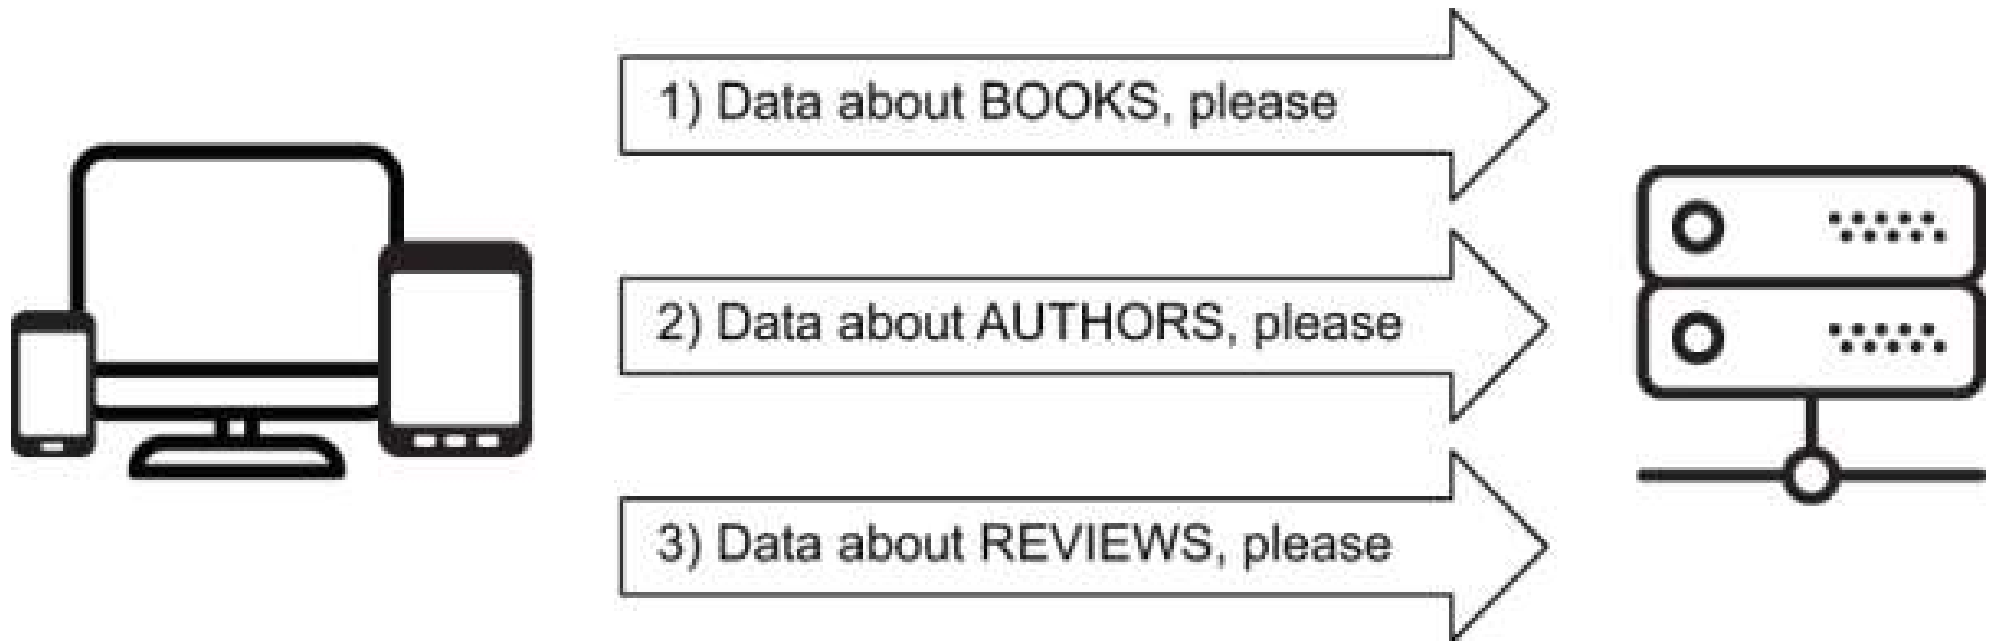 1) Data about BOOKS, please
2) Data about AUTHORS, please
3) Data about REVIEWS, please